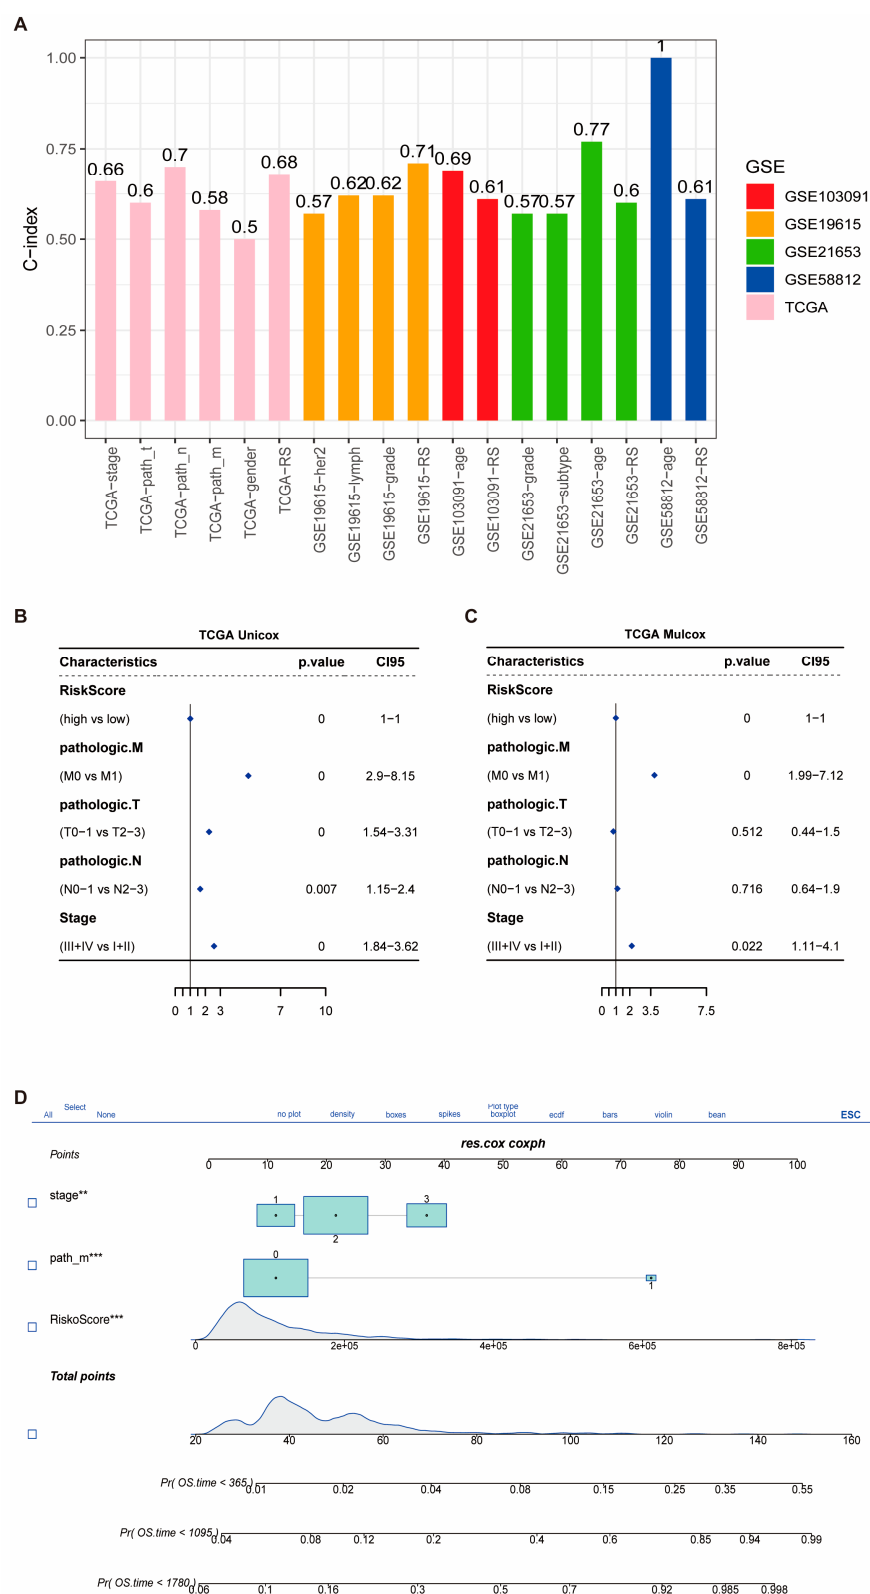 A
1
1.00
0.77
0.75
0.71
0.7
0.69
0.68
0.66
0.62
0.62
0.6
0.61
0.6
0.61
0.58
0.57
0.57
0.57
0.5
0.50
0.25
0.00
C-index
GSE
GSE103091
GSE19615
GSE21653
GSE58812
TCGA
TCGA-stage
TCGA-path_t
TCGA-path_n
TCGA-path_m
TCGA-gender
TCGA-RS
GSE19615-her2
GSE19615-lymph
GSE19615-grade
GSE19615-RS
GSE103091-age
GSE103091-RS
GSE21653-grade
GSE21653-subtype
GSE21653-age
GSE21653-RS
GSE58812-age
GSE58812-RS
B
TCGA Unicox
Characteristics p.value CI95
RiskScore
(high vs low) 0 1-1
pathologic.M
(M0 vs M1) 0 2.9-8.15
pathologic.T
(T0-1 vs T2-3) 0 1.54-3.31
pathologic.N
(N0-1 vs N2-3) 0.007 1.15-2.4
Stage
(III+IV vs I+II) 0 1.84-3.62
0 1 2 3 7 10
C
TCGA Mulcox
Characteristics p.value CI95
RiskScore
(high vs low) 0 1-1
pathologic.M
(M0 vs M1) 0 1.99-7.12
pathologic.T
(T0-1 vs T2-3) 0.512 0.44-1.5
pathologic.N
(N0-1 vs N2-3) 0.716 0.64-1.9
Stage
(III+IV vs I+II) 0.022 1.11-4.1
0 1 2 3.5 7.5
D
Select Plot type
All None no plot density boxes spikes boxplot ecdf bars violin bean ESC
res.cox coxph
Points 0 10 20 30 40 50 60 70 80 90 100
stage** 1 2 3
path_m*** 0 1
RiskoScore***
0 2e+05 4e+05 6e+05 8e+05
Total points
20 40 60 80 100 120 140 160
Pr( OS.time < 365 ) 0.01 0.02 0.04 0.08 0.15 0.25 0.35 0.55
Pr( OS.time < 1095 ) 0.04 0.08 0.12 0.2 0.4 0.6 0.85 0.94 0.99
Pr( OS.time < 1780 ) 0.06 0.1 0.16 0.3 0.5 0.7 0.92 0.985 0.998